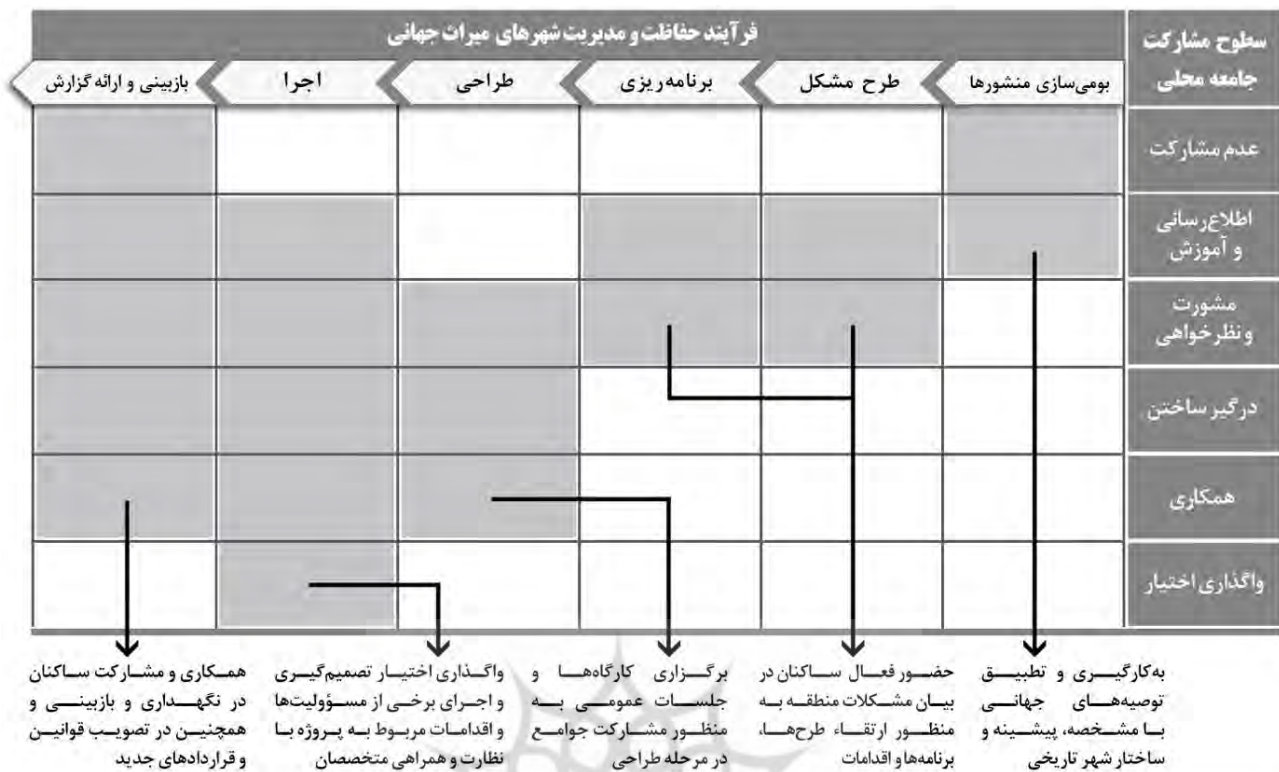 سطوح مشارکت
جامعه محلی
فرآیند حفاظت و مدیریت شهرهای میراث جهانی
بومی‌سازی منشورها
طرح مشکل
برنامه‌ریزی
طراحی
اجرا
بازبینی و ارائه گزارش
عدم مشارکت
اطلاع‌رسانی
و آموزش
مشورت
و نظرخواهی
درگیر ساختن
همکاری
واگذاری اختیار
به‌کارگیری و تطبیق
توصیه‌های جهانی
با مشخصه، پیشینه و
ساختار شهر تاریخی
حضور فعال ساکنان در
بیان مشکلات منطقه به
منظور ارتقاء طرح‌ها،
برنامه‌ها و اقدامات
برگزاری کارگاه‌ها و
جلسات عمومی به
منظور مشارکت جوامع
در مرحله طراحی
واگذاری اختیار تصمیم‌گیری
و اجرای برخی از مسؤولیت‌ها
و اقدامات مربوط به پروژه با
نظارت و همراهی متخصصان
همکاری و مشارکت ساکنان
در نگهداری و بازبینی و
همچنین در تصویب قوانین
و قراردادهای جدید